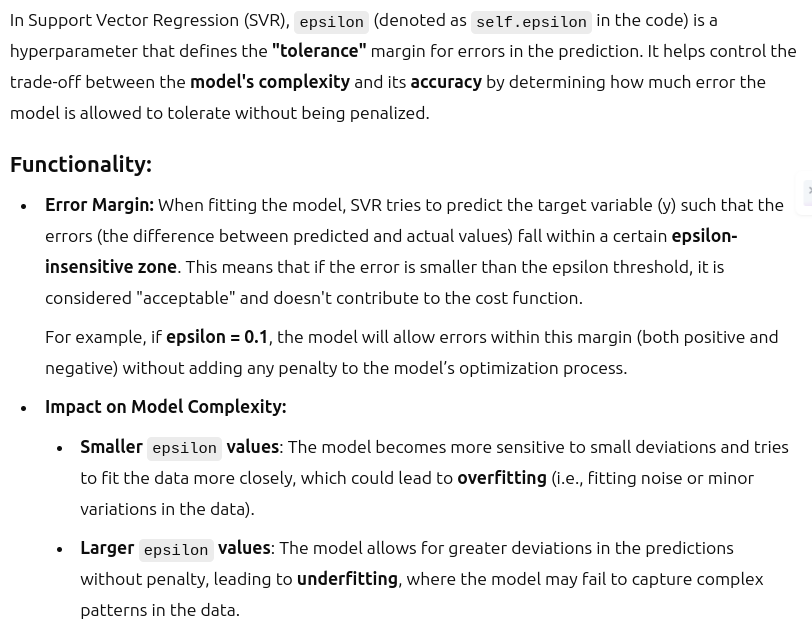 In Support Vector Regression (SVR), epsilon (denoted as self.epsilon in the code) is a
hyperparameter that defines the "tolerance" margin for errors in the prediction. It helps control the
trade-off between the model's complexity and its accuracy by determining how much error the
model is allowed to tolerate without being penalized.
Functionality:
• Error Margin: When fitting the model, SVR tries to predict the target variable (y) such that the
errors (the difference between predicted and actual values) fall within a certain epsilon-
insensitive zone. This means that if the error is smaller than the epsilon threshold, it is
considered "acceptable" and doesn't contribute to the cost function.
For example, if epsilon = 0.1, the model will allow errors within this margin (both positive and
negative) without adding any penalty to the model’s optimization process.
• Impact on Model Complexity:
• Smaller epsilon values: The model becomes more sensitive to small deviations and tries
to fit the data more closely, which could lead to overfitting (i.e., fitting noise or minor
variations in the data).
• Larger epsilon values: The model allows for greater deviations in the predictions
without penalty, leading to underfitting, where the model may fail to capture complex
patterns in the data.